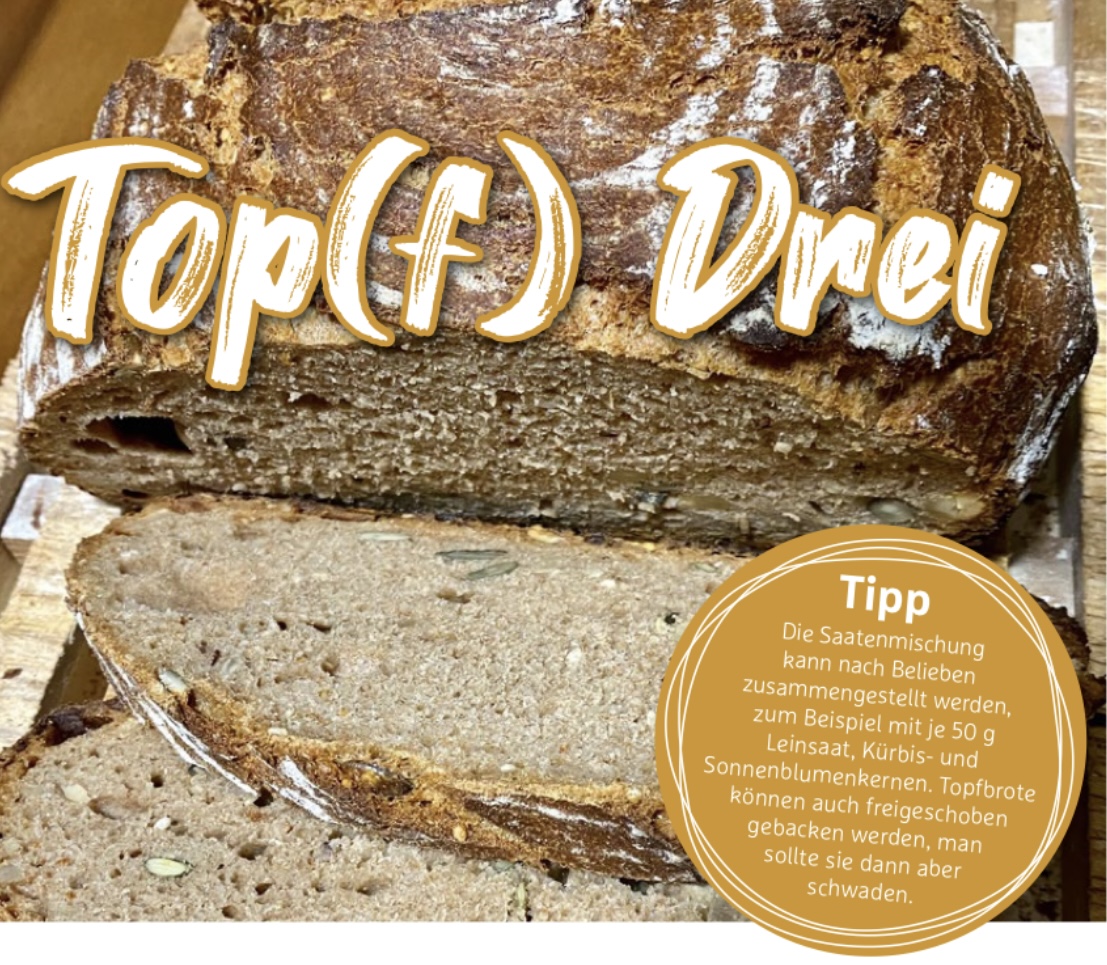 Top(f) Drei
Tipp
Die Saatenmischung
kann nach Belieben
zusammengestellt werden,
zum Beispiel mit je 50 g
Leinsaat, Kürbis- und
Sonnenblumenkernen. Topfbrote
können auch freigeschoben
gebacken werden, man
sollte sie dann aber
schwaden.